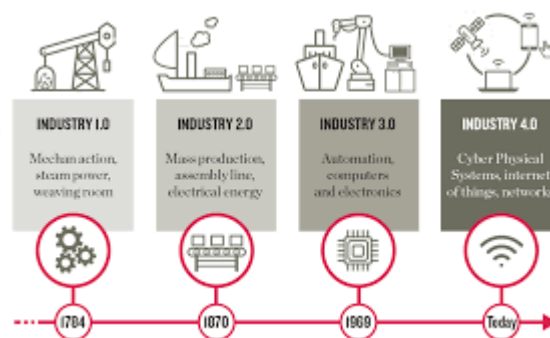 INDUSTRY 1.0
Mechan action,
steam power,
weaving room
INDUSTRY 2.0
Mass production,
assembly line,
electrical energy
INDUSTRY 3.0
Automation,
computers
and electronics
INDUSTRY 4.0
Cyber Physical
Systems, internet
of things, network
1784
1870
1969
Today